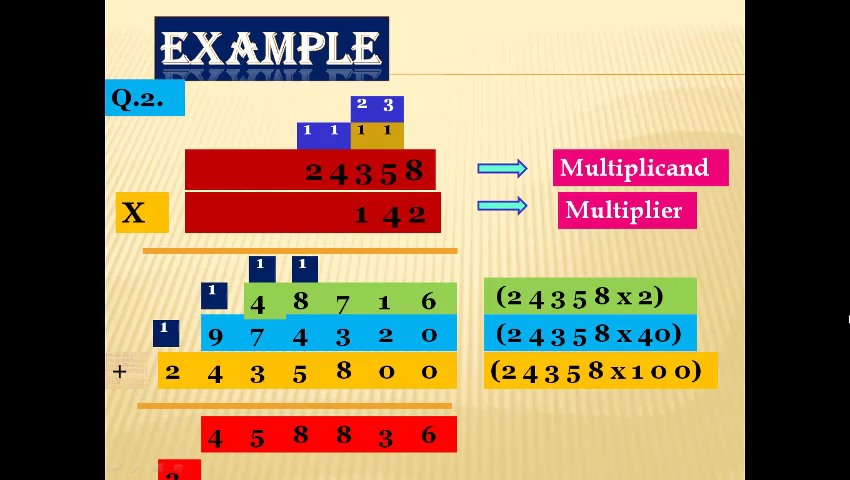 EXAMPLE
Q.2.
2 3
1 1 1 1
2 4 3 5 8 Multiplicand
X 1 4 2 Multiplier
1 1
1 4 8 7 1 6 (2 4 3 5 8 x 2)
1 9 7 4 3 2 0 (2 4 3 5 8 x 40)
+ 2 4 3 5 8 0 0 (2 4 3 5 8 x 1 0 0)
4 5 8 8 3 6